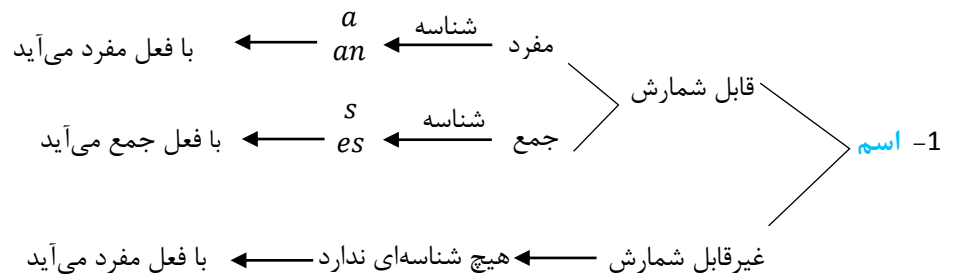 1- اسم
قابل شمارش
مفرد شناسه a an با فعل مفرد می‌آید
جمع شناسه s es با فعل جمع می‌آید
غیرقابل شمارش هیچ شناسه‌ای ندارد با فعل مفرد می‌آید